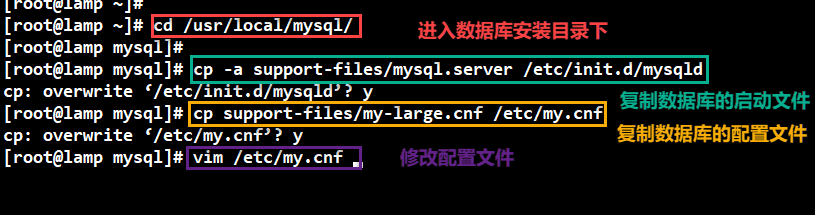 [root@lamp ~]#
[root@lamp ~]# cd /usr/local/mysql/ 进入数据库安装目录下
[root@lamp mysql]#
[root@lamp mysql]# cp -a support-files/mysql.server /etc/init.d/mysqld
cp: overwrite ‘/etc/init.d/mysqld’? y 复制数据库的启动文件
[root@lamp mysql]# cp support-files/my-large.cnf /etc/my.cnf
cp: overwrite ‘/etc/my.cnf’? y 复制数据库的配置文件
[root@lamp mysql]# vim /etc/my.cnf 修改配置文件